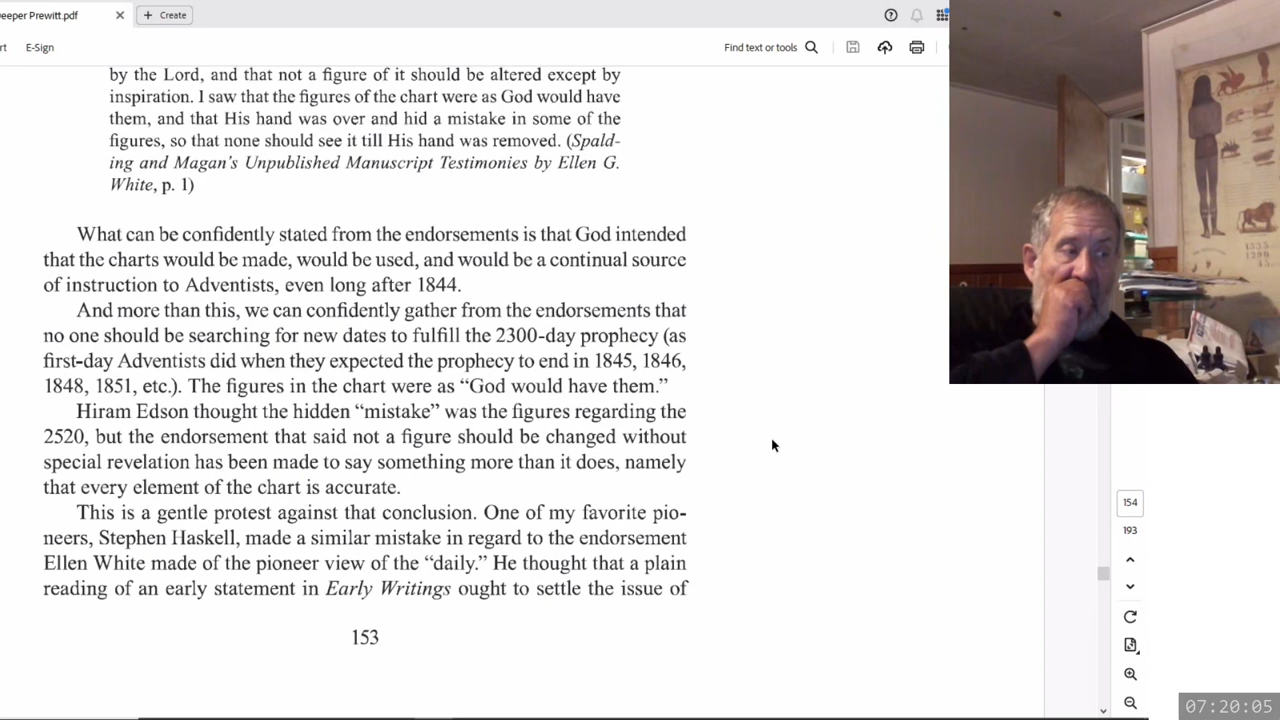 eeper Prewitt.pdf
Create
rt
E-Sign
Find text or tools
by the Lord, and that not a figure of it should be altered except by
inspiration. I saw that the figures of the chart were as God would have
them, and that His hand was over and hid a mistake in some of the
figures, so that none should see it till His hand was removed. (Spald-
ing and Magan's Unpublished Manuscript Testimonies by Ellen G.
White, p. 1)
What can be confidently stated from the endorsements is that God intended
that the charts would be made, would be used, and would be a continual source
of instruction to Adventists, even long after 1844.
And more than this, we can confidently gather from the endorsements that
no one should be searching for new dates to fulfill the 2300-day prophecy (as
first-day Adventists did when they expected the prophecy to end in 1845, 1846,
1848, 1851, etc.). The figures in the chart were as “God would have them.”
Hiram Edson thought the hidden “mistake” was the figures regarding the
2520, but the endorsement that said not a figure should be changed without
special revelation has been made to say something more than it does, namely
that every element of the chart is accurate.
This is a gentle protest against that conclusion. One of my favorite pio-
neers, Stephen Haskell, made a similar mistake in regard to the endorsement
Ellen White made of the pioneer view of the “daily.” He thought that a plain
reading of an early statement in Early Writings ought to settle the issue of
153
154
193
1335
1290
07:20:05